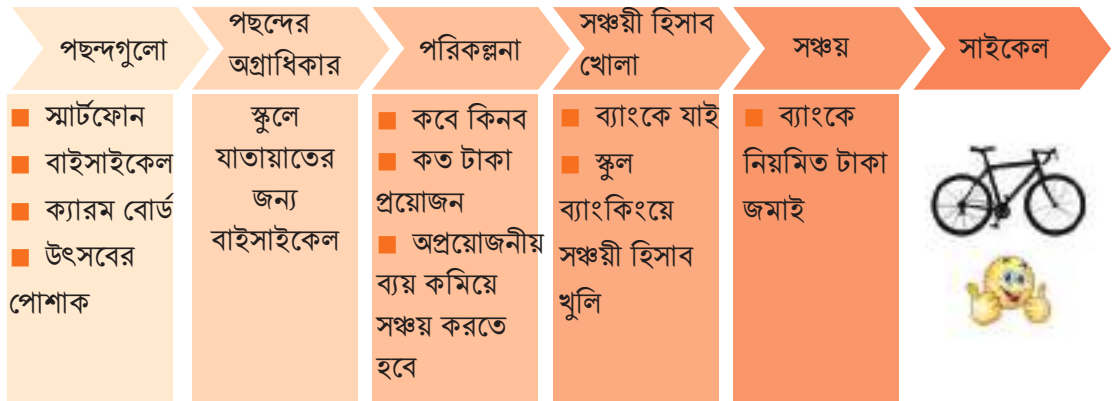 পছন্দগুলো
পছন্দের
অগ্রাধিকার
পরিকল্পনা
সঞ্চয়ী হিসাব
খোলা
সঞ্চয়
সাইকেল
■ স্মার্টফোন
■ বাইসাইকেল
■ ক্যারম বোর্ড
■ উৎসবের
পোশাক
স্কুলে
যাতায়াতের
জন্য
বাইসাইকেল
■ কবে কিনব
■ কত টাকা
প্রয়োজন
■ অপ্রয়োজনীয়
ব্যয় কমিয়ে
সঞ্চয় করতে
হবে
■ ব্যাংকে যাই
■ স্কুল
ব্যাংকিংয়ে
সঞ্চয়ী হিসাব
খুলি
■ ব্যাংকে
নিয়মিত টাকা
জমাই